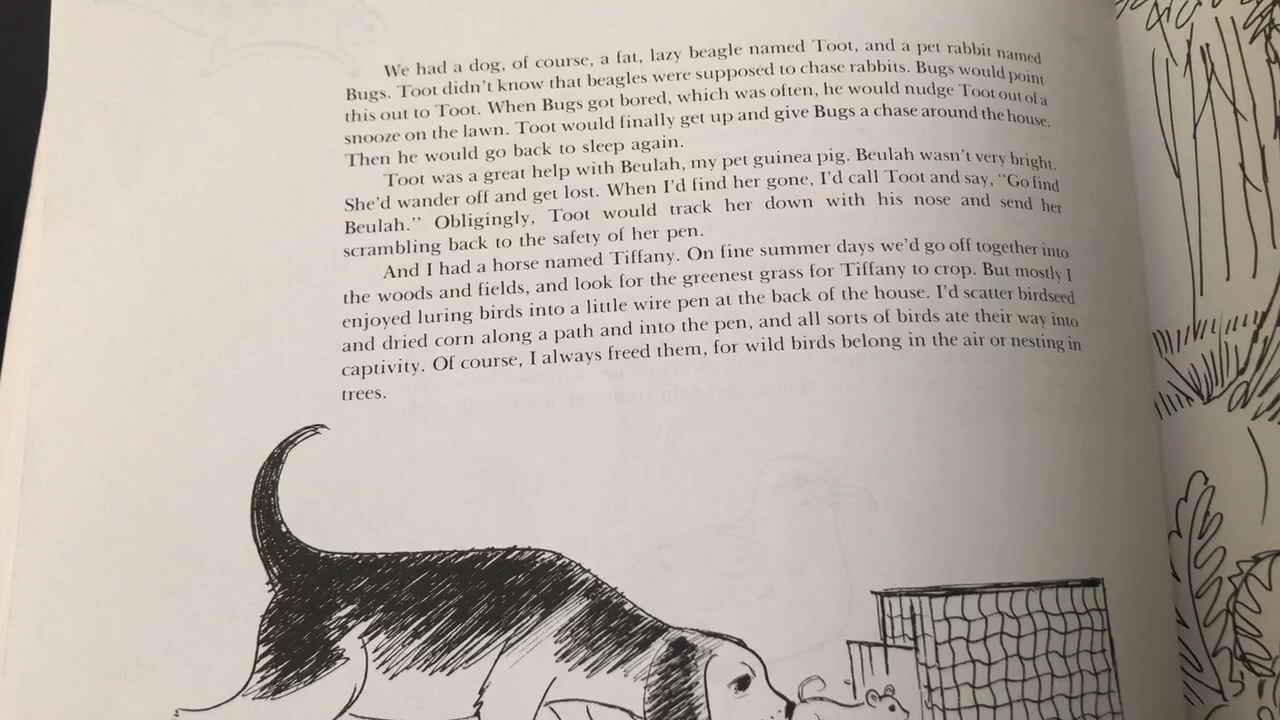 We had a dog, of course, a fat, lazy beagle named Toot, and a pet rabbit named
Bugs. Toot didn't know that beagles were supposed to chase rabbits. Bugs would point
this out to Toot. When Bugs got bored, which was often, he would nudge Toot out of a
snooze on the lawn. Toot would finally get up and give Bugs a chase around the house.
Then he would go back to sleep again.
Toot was a great help with Beulah, my pet guinea pig. Beulah wasn't very bright.
She'd wander off and get lost. When I'd find her gone, I'd call Toot and say, “Go find
Beulah.” Obligingly, Toot would track her down with his nose and send her
scrambling back to the safety of her pen.
And I had a horse named Tiffany. On fine summer days we'd go off together into
the woods and fields, and look for the greenest grass for Tiffany to crop. But mostly I
enjoyed luring birds into a little wire pen at the back of the house. I'd scatter birdseed
and dried corn along a path and into the pen, and all sorts of birds ate their way into
captivity. Of course, I always freed them, for wild birds belong in the air or nesting in
trees.